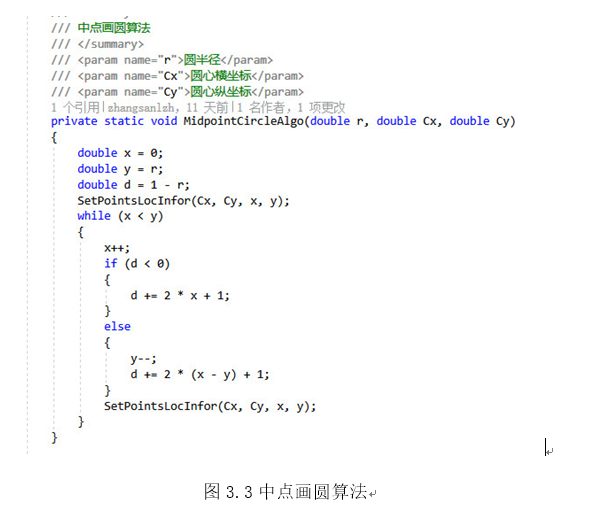 /// 中点画圆算法
/// </summary>
/// <param name="r">圆半径</param>
/// <param name="Cx">圆心横坐标</param>
/// <param name="Cy">圆心纵坐标</param>
1 个引用|zhangsanlzh，11 天前|1 名作者，1 项更改
private static void MidpointCircleAlgo(double r, double Cx, double Cy)
{
double x = 0;
double y = r;
double d = 1 - r;
SetPointsLocInfor(Cx, Cy, x, y);
while (x < y)
{
x++;
if (d < 0)
{
d += 2 * x + 1;
}
else
{
y--;
d += 2 * (x - y) + 1;
}
SetPointsLocInfor(Cx, Cy, x, y);
}
}
图 3.3 中点画圆算法